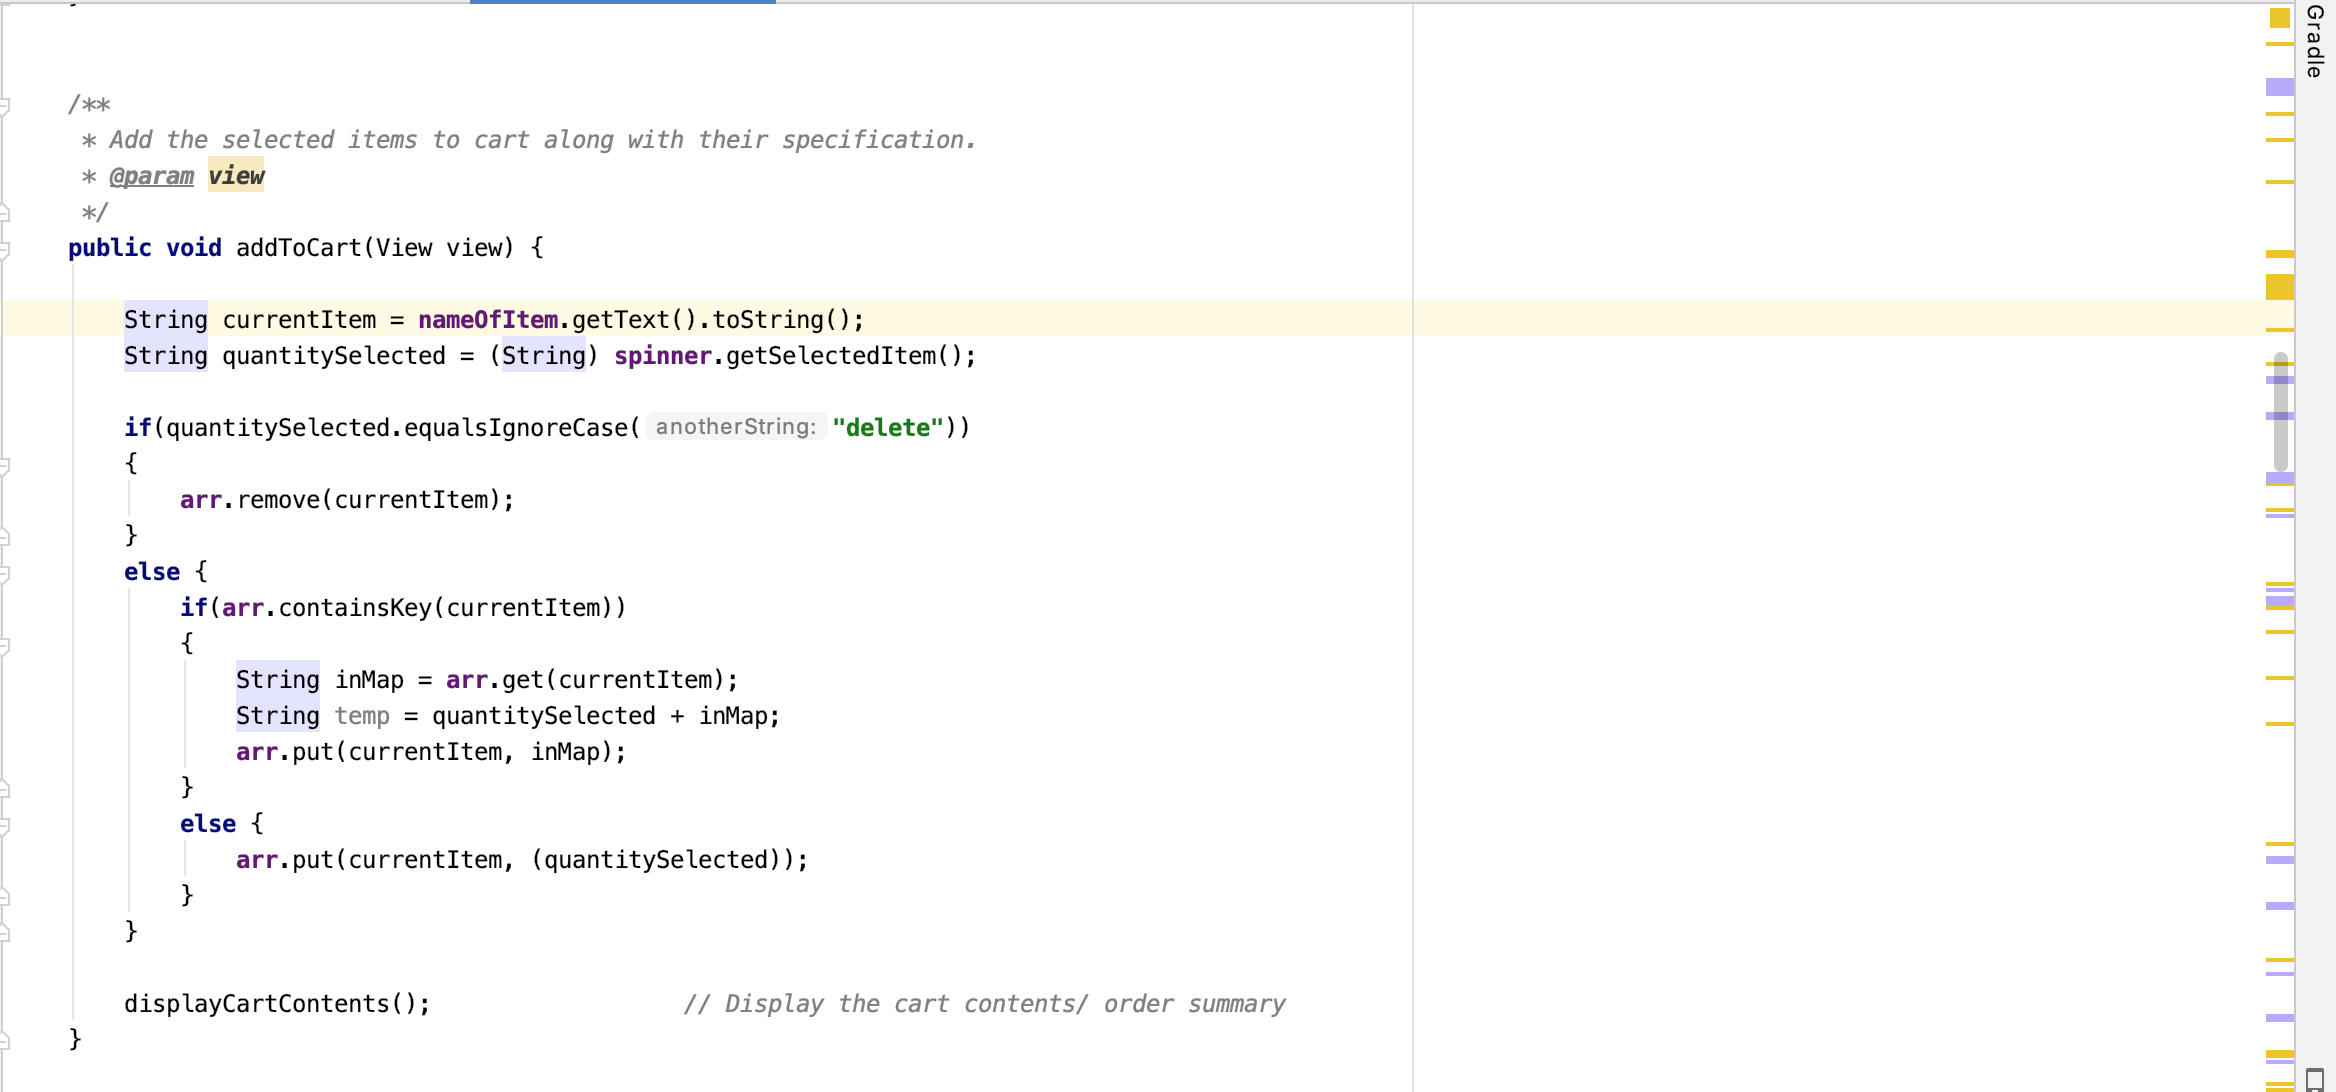 /**
* Add the selected items to cart along with their specification.
* @param view
*/
public void addToCart(View view) {
String currentItem = nameOfItem.getText().toString();
String quantitySelected = (String) spinner.getSelectedItem();
if(quantitySelected.equalsIgnoreCase( anotherString: "delete"))
{
arr.remove(currentItem);
}
else {
if(arr.containsKey(currentItem))
{
String inMap = arr.get(currentItem);
String temp = quantitySelected + inMap;
arr.put(currentItem, inMap);
}
else {
arr.put(currentItem, (quantitySelected));
}
}
displayCartContents(); // Display the cart contents/ order summary
}
Gradle